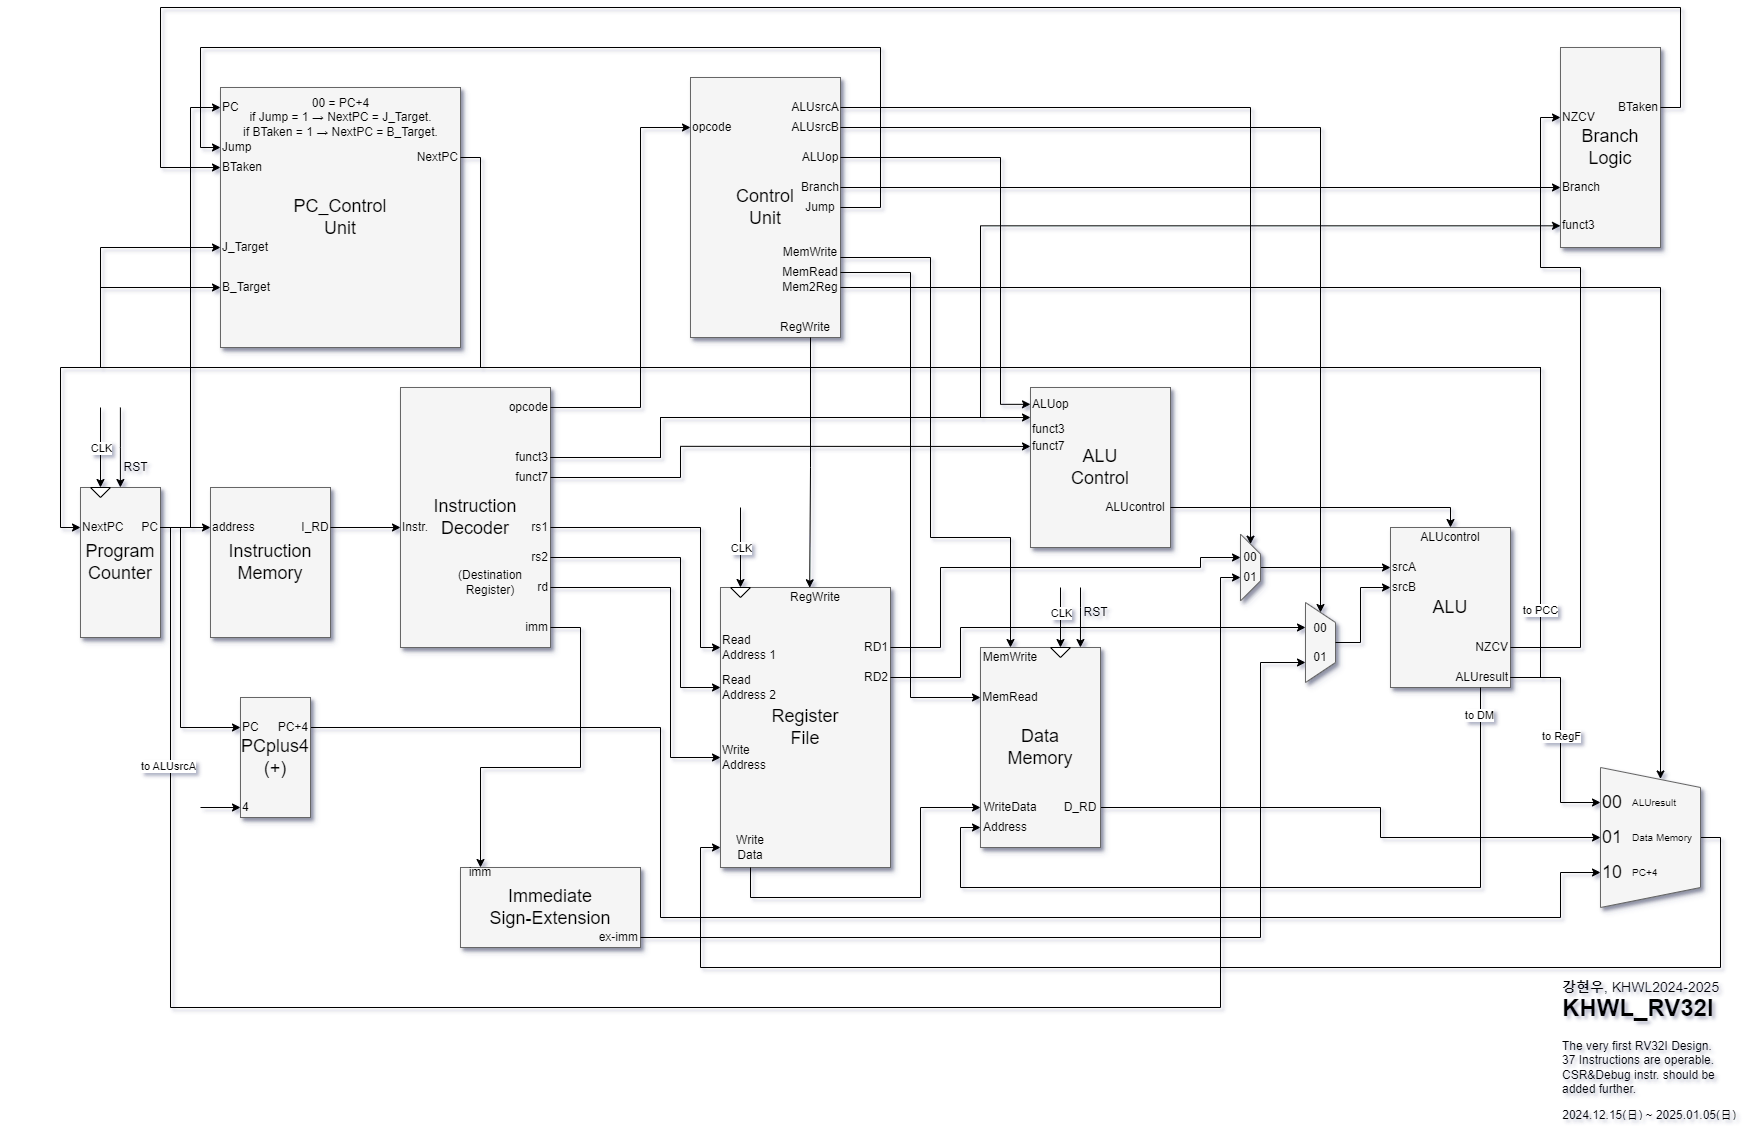 PC
00 = PC+4
if Jump = 1 → NextPC = J_Target.
if BTaken = 1 → NextPC = B_Target.
Jump
BTaken
NextPC
PC_Control
Unit
J_Target
B_Target
opcode
ALUsrcA
ALUsrcB
ALUop
Branch
Jump
Control
Unit
MemWrite
MemRead
Mem2Reg
RegWrite
BTaken
NZCV
Branch
Logic
Branch
funct3
CLK
RST
NextPC
PC
Program
Counter
address
I_RD
Instruction
Memory
opcode
funct3
funct7
Instruction
Decoder
Instr.
rs1
rs2
(Destination
Register)
rd
imm
ALUop
funct3
funct7
ALU
Control
ALUcontrol
CLK
RegWrite
Read
Address 1
Read
Address 2
RD1
RD2
Register
File
Write
Address
Write
Data
CLK
RST
MemWrite
MemRead
Data
Memory
WriteData
D_RD
Address
00
01
00
01
ALUcontrol
srcA
srcB
ALU
NZCV
ALUresult
to PCC
to DM
to RegF
PC
PC+4
PCplus4
(+)
4
to ALUsrcA
imm
Immediate
Sign-Extension
ex-imm
00 ALUresult
01 Data Memory
10 PC+4
강현우, KHWL2024-2025
KHWL_RV32I
The very first RV32I Design.
37 Instructions are operable.
CSR&Debug instr. should be
added further.
2024.12.15(日) ~ 2025.01.05(日)